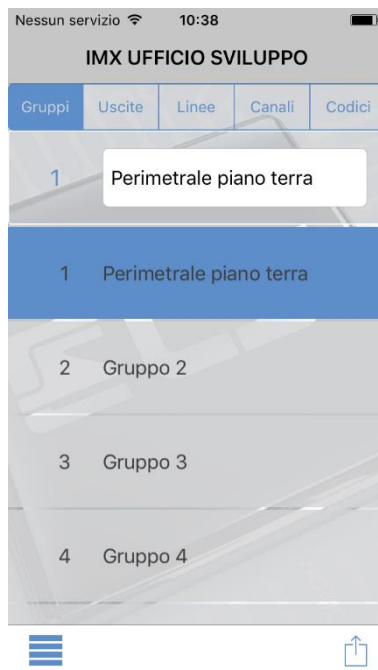 Nessun servizio 10:38
IMX UFFICIO SVILUPPO
Gruppi Uscite Linee Canali Codici
1 Perimetrale piano terra
1 Perimetrale piano terra
2 Gruppo 2
3 Gruppo 3
4 Gruppo 4